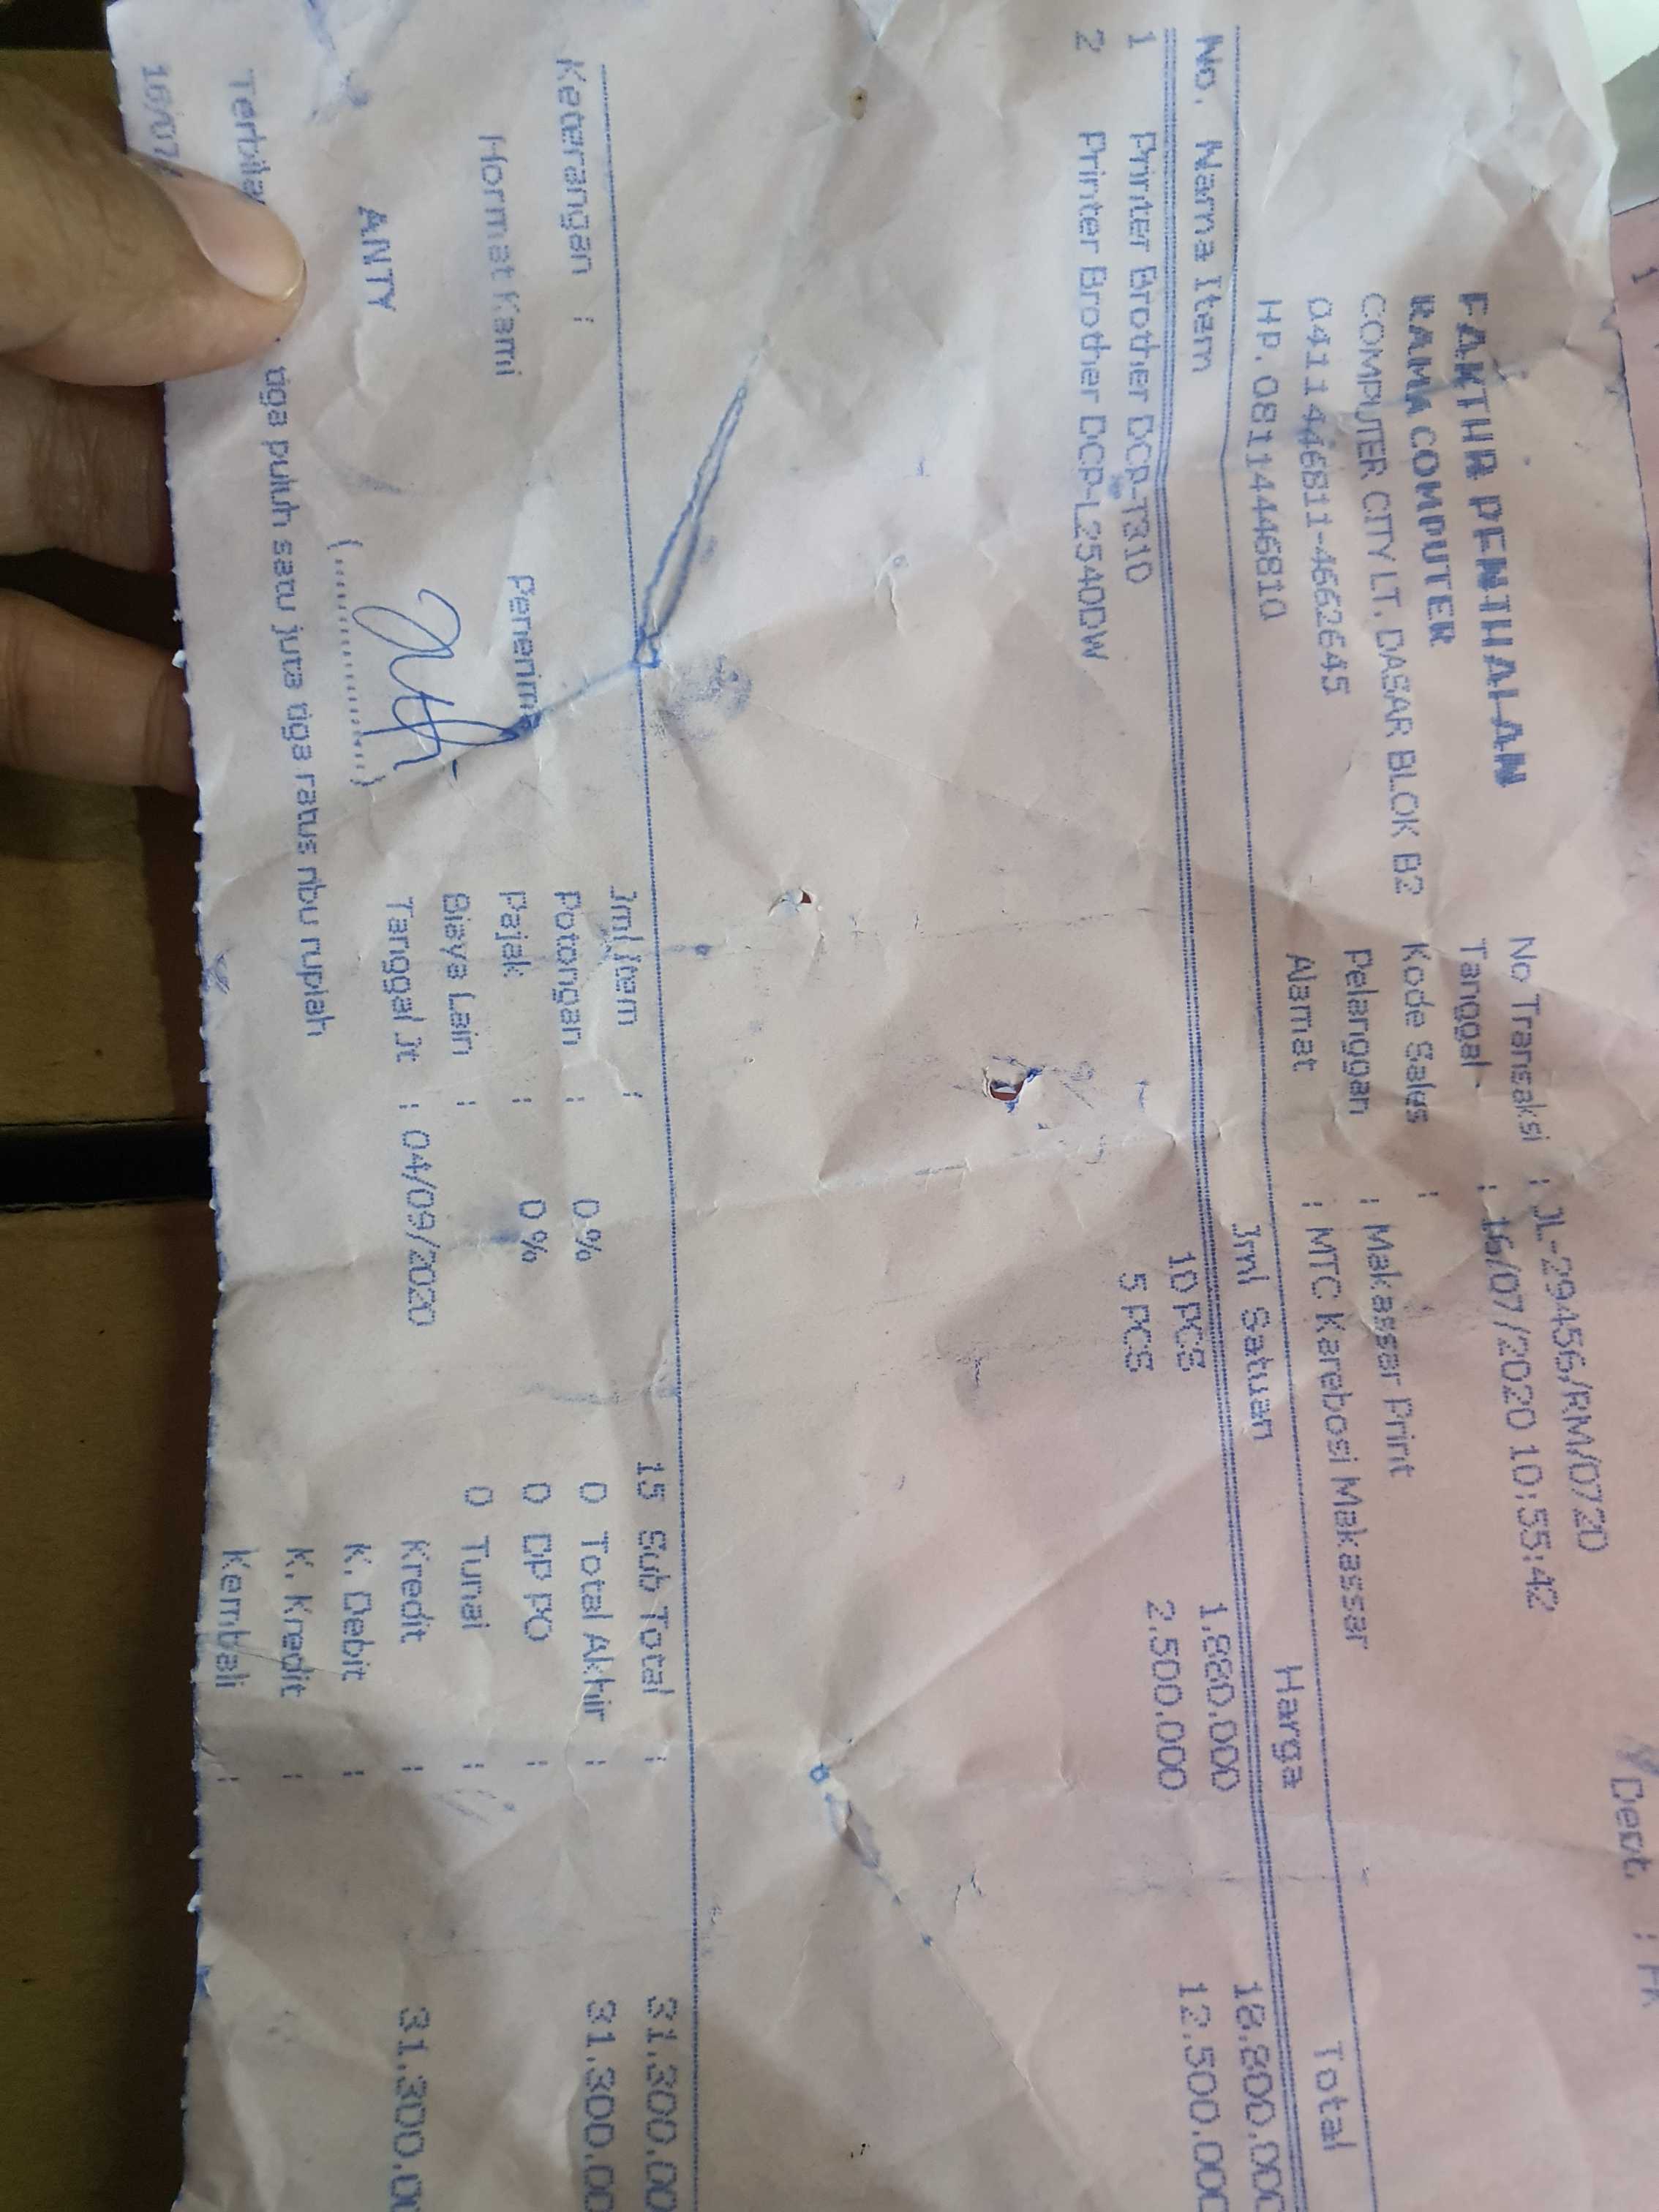 FAKTUR PENJUALAN
RAMA COMPUTER
COMPUTER CITY LT. DASAR BLOK B2
04114466811-4662645
HP. 08114446810
No Transaksi : JL-29456/RM/0720
Tanggal : 16/07/2020 10:55:42
Kode Sales :
Pelanggan : Makassar Print
Alamat : MTC Karebosi Makassar
No. Nama Item Jml Satuan Harga Total
1 Printer Brother DCP-T310 10 PCS 1.880.000 18.800.000
2 Printer Brother DCP-L2540DW 5 PCS 2.500.000 12.500.000
Keterangan : Jml Item : 15 Sub Total : 31.300.00
Hormat Kami Penerima Potongan : 0 % 0 Total Akhir : 31.300.00
Pajak : 0 % 0 DP PO :
Biaya Lain : 0 Tunai :
ANTY (..............) Tanggal Jt : 04/09/2020 Kredit : 31.300.00
K. Debit :
K. Kredit :
Kembali :
tiga puluh satu juta tiga ratus ribu rupiah
16/07/
Dept. :